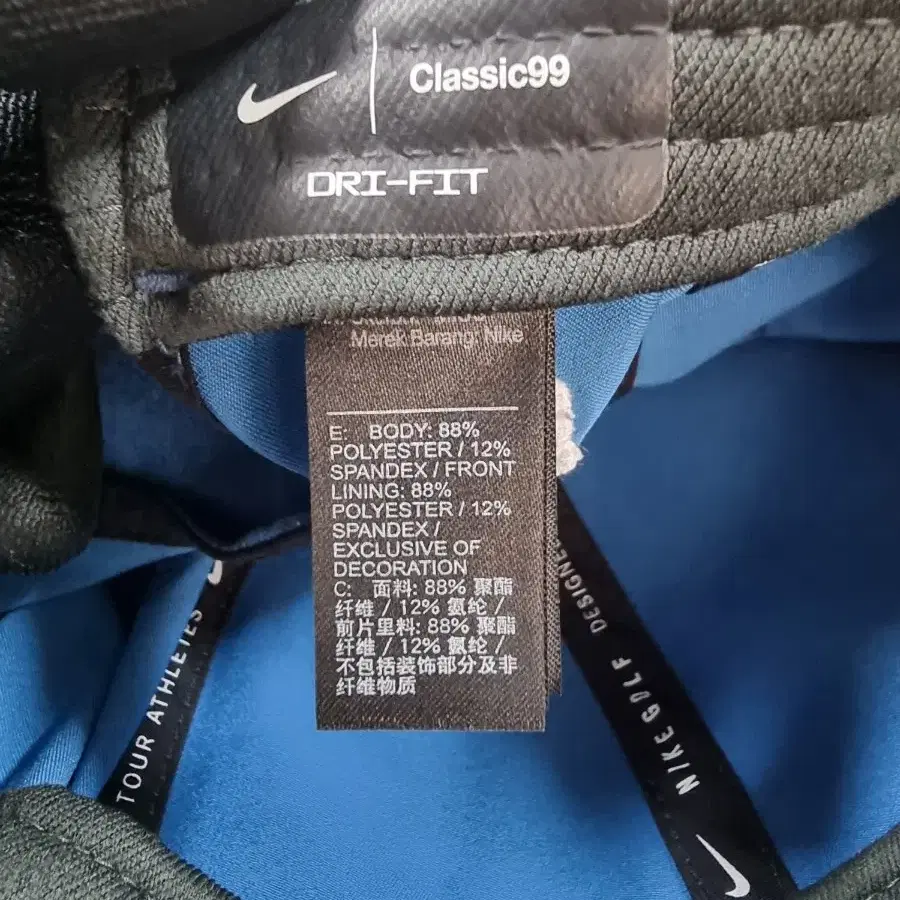 Classic99
DRI-FIT
Merek Barang: Nike
E: BODY: 88%
POLYESTER / 12%
SPANDEX / FRONT
LINING: 88%
POLYESTER / 12%
SPANDEX /
EXCLUSIVE OF
DECORATION
C: 面料: 88% 聚酯
纤维 / 12% 氨纶 /
前片里料: 88% 聚酯
纤维 / 12% 氨纶 /
不包括装饰部分及非
纤维物质
TOUR ATHLETES
NIKE GOLF